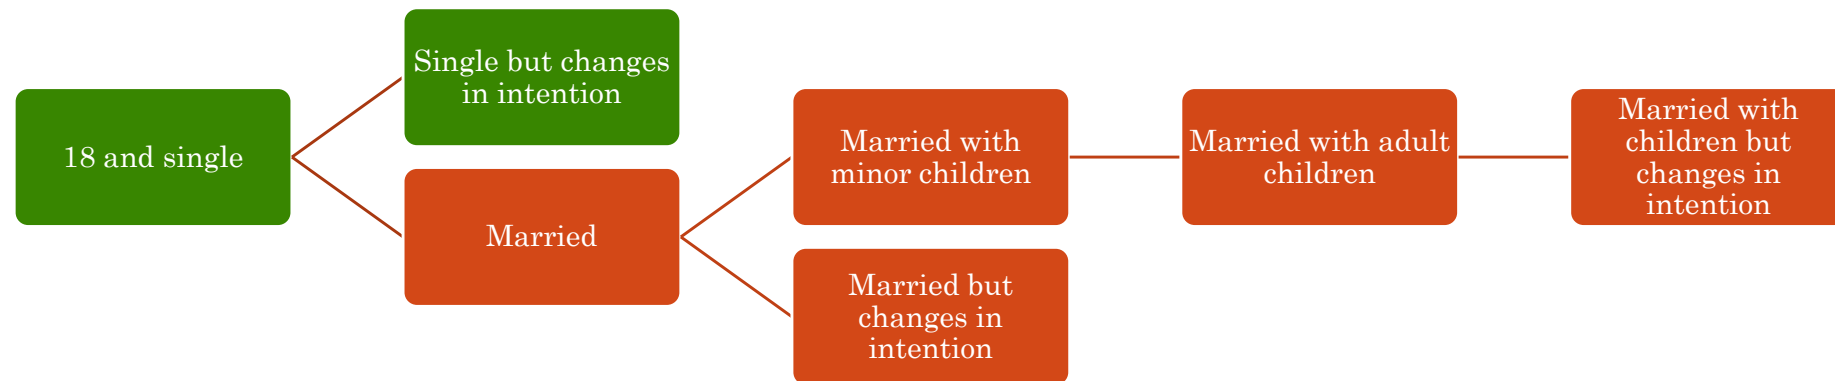 18 and single
Single but changes
in intention
Married
Married with
minor children
Married but
changes in
intention
Married with adult
children
Married with
children but
changes in
intention